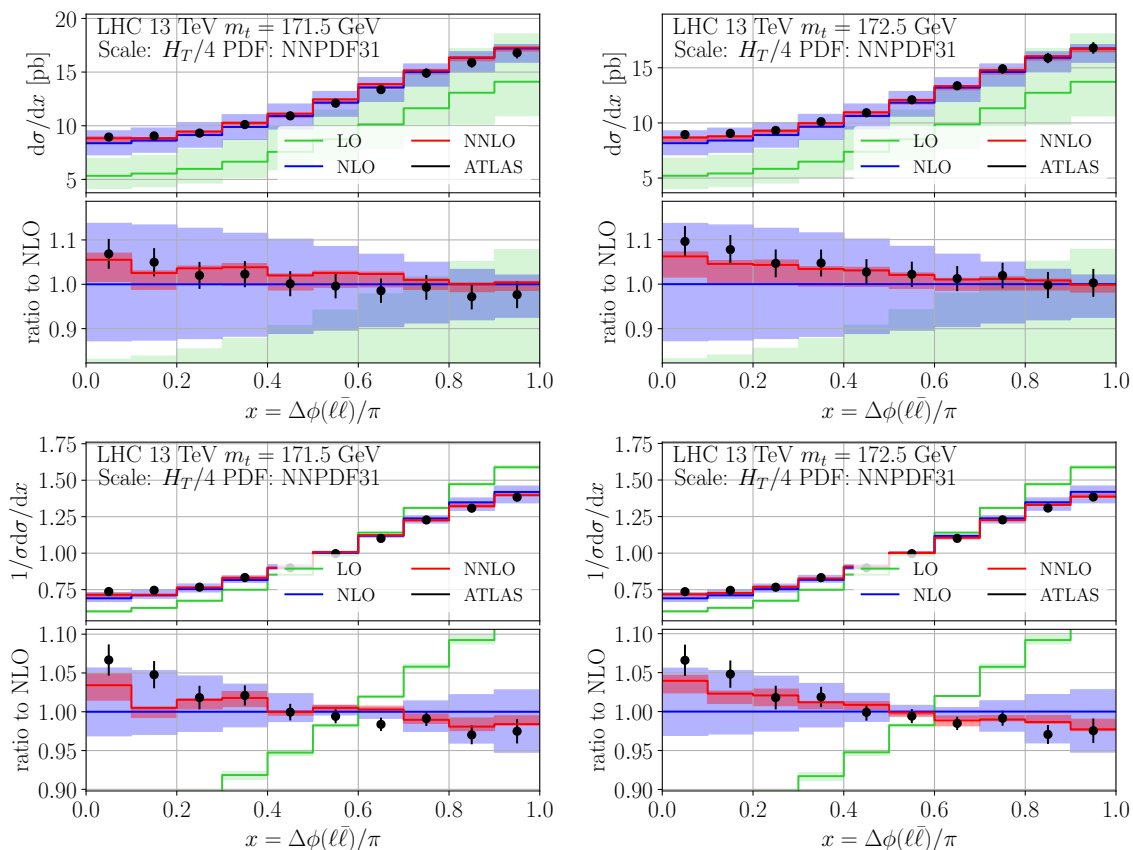 LHC 13 TeV m_t = 171.5 GeV
Scale: H_T/4 PDF: NNPDF31
dσ/dx [pb]
20
15
10
5
LO
NLO
NNLO
ATLAS
ratio to NLO
1.1
1.0
0.9
0.0 0.2 0.4 0.6 0.8 1.0
x = Δϕ(ℓℓ̄)/π
LHC 13 TeV m_t = 172.5 GeV
Scale: H_T/4 PDF: NNPDF31
dσ/dx [pb]
15
10
5
LO
NLO
NNLO
ATLAS
ratio to NLO
1.1
1.0
0.9
0.0 0.2 0.4 0.6 0.8 1.0
x = Δϕ(ℓℓ̄)/π
LHC 13 TeV m_t = 171.5 GeV
Scale: H_T/4 PDF: NNPDF31
1/σdσ/dx
1.75
1.50
1.25
1.00
0.75
LO
NLO
NNLO
ATLAS
ratio to NLO
1.10
1.05
1.00
0.95
0.90
0.0 0.2 0.4 0.6 0.8 1.0
x = Δϕ(ℓℓ̄)/π
LHC 13 TeV m_t = 172.5 GeV
Scale: H_T/4 PDF: NNPDF31
1/σdσ/dx
1.75
1.50
1.25
1.00
0.75
LO
NLO
NNLO
ATLAS
ratio to NLO
1.10
1.05
1.00
0.95
0.90
0.0 0.2 0.4 0.6 0.8 1.0
x = Δϕ(ℓℓ̄)/π